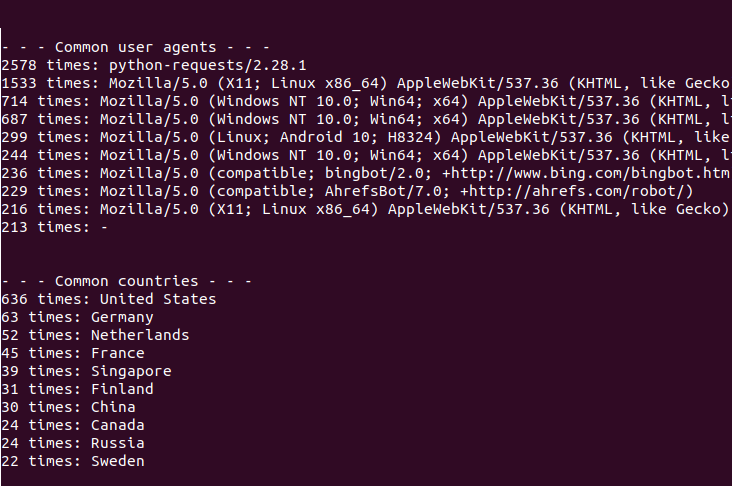 - - - Common user agents - - -
2578 times: python-requests/2.28.1
1533 times: Mozilla/5.0 (X11; Linux x86_64) AppleWebKit/537.36 (KHTML, like Gecko
714 times: Mozilla/5.0 (Windows NT 10.0; Win64; x64) AppleWebKit/537.36 (KHTML, li
687 times: Mozilla/5.0 (Windows NT 10.0; Win64; x64) AppleWebKit/537.36 (KHTML, li
299 times: Mozilla/5.0 (Linux; Android 10; H8324) AppleWebKit/537.36 (KHTML, like
244 times: Mozilla/5.0 (Windows NT 10.0; Win64; x64) AppleWebKit/537.36 (KHTML, li
236 times: Mozilla/5.0 (compatible; bingbot/2.0; +http://www.bing.com/bingbot.htm
229 times: Mozilla/5.0 (compatible; AhrefsBot/7.0; +http://ahrefs.com/robot/)
216 times: Mozilla/5.0 (X11; Linux x86_64) AppleWebKit/537.36 (KHTML, like Gecko)
213 times: -
- - - Common countries - - -
636 times: United States
63 times: Germany
52 times: Netherlands
45 times: France
39 times: Singapore
31 times: Finland
30 times: China
24 times: Canada
24 times: Russia
22 times: Sweden